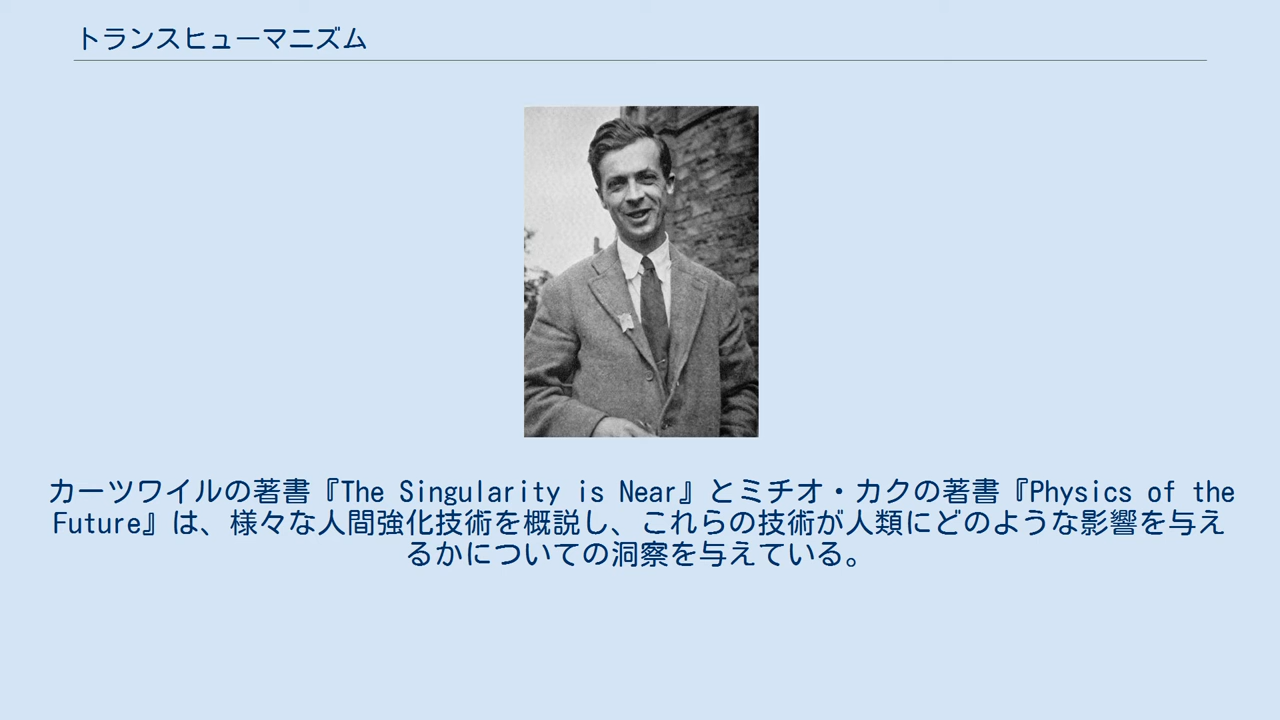 トランスヒューマニズム
カーツワイルの著書『The Singularity is Near』とミチオ・カクの著書『Physics of the
Future』は、様々な人間強化技術を概説し、これらの技術が人類にどのような影響を与え
るかについての洞察を与えている。